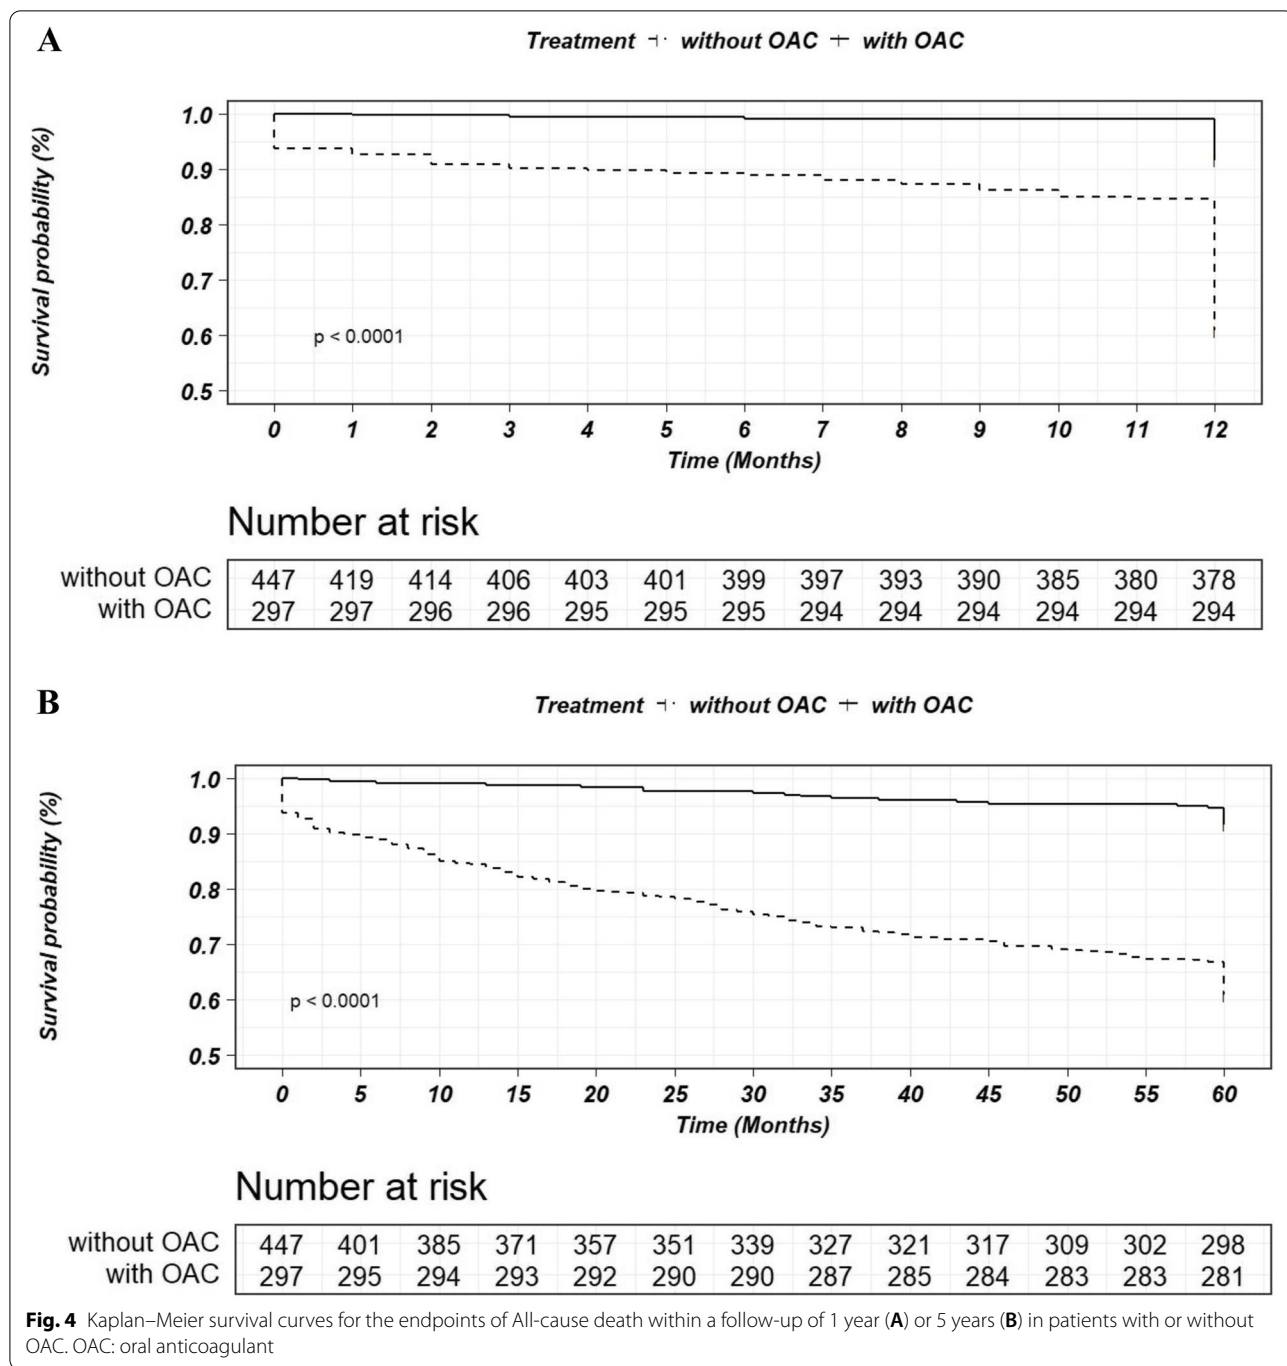 A
Treatment without OAC with OAC
Survival probability (%)
1.0
0.9
0.8
0.7
0.6
0.5
p < 0.0001
0 1 2 3 4 5 6 7 8 9 10 11 12
Time (Months)
Number at risk
without OAC 447 419 414 406 403 401 399 397 393 390 385 380 378
with OAC 297 297 296 296 295 295 295 294 294 294 294 294 294
B
Treatment without OAC with OAC
Survival probability (%)
1.0
0.9
0.8
0.7
0.6
0.5
p < 0.0001
0 5 10 15 20 25 30 35 40 45 50 55 60
Time (Months)
Number at risk
without OAC 447 401 385 371 357 351 339 327 321 317 309 302 298
with OAC 297 295 294 293 292 290 290 287 285 284 283 283 281
Fig. 4 Kaplan–Meier survival curves for the endpoints of All-cause death within a follow-up of 1 year (A) or 5 years (B) in patients with or without
OAC. OAC: oral anticoagulant